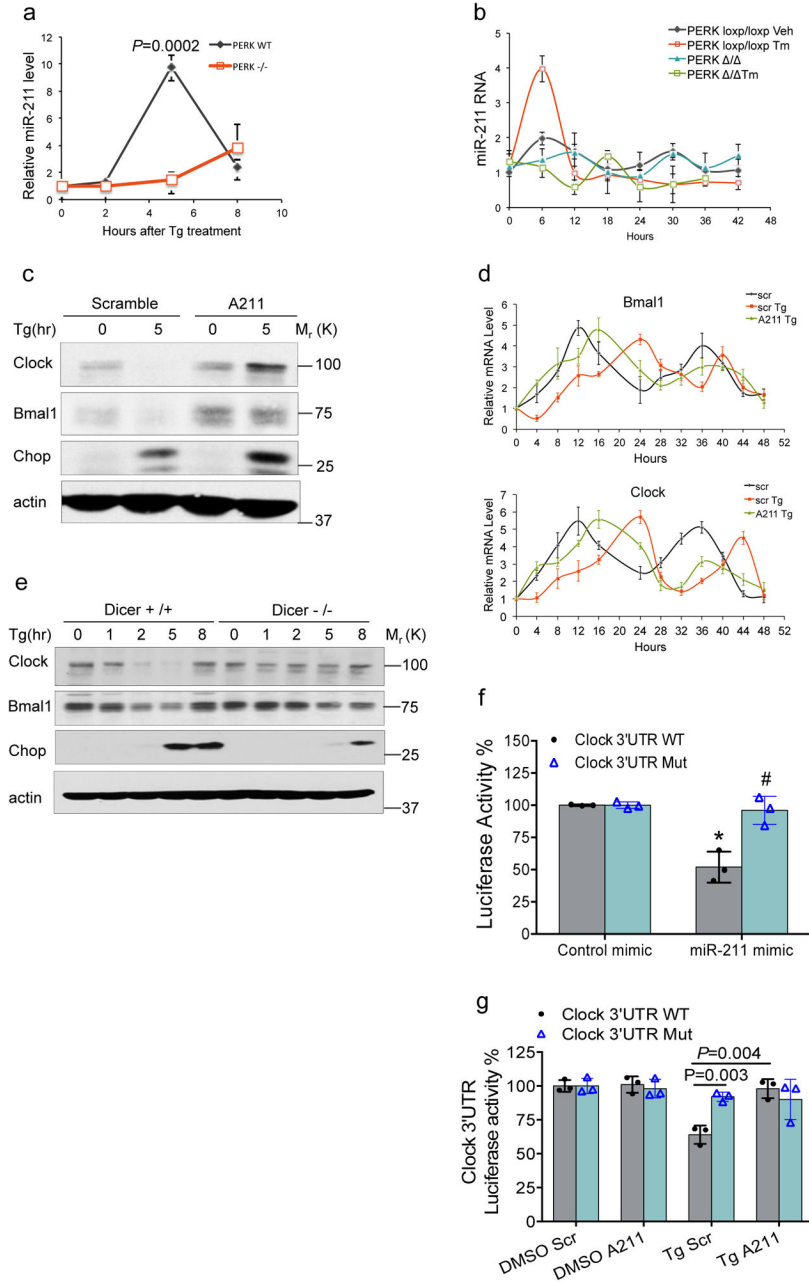 a
P=0.0002
PERK WT
PERK -/-
Relative miR-211 level
14
12
10
8
6
4
2
0
0 2 4 6 8 10
Hours after Tg treatment
b
PERK loxp/loxp Veh
PERK loxp/loxp Tm
PERK Δ/Δ
PERK Δ/ΔTm
miR-211 RNA
5
4
3
2
1
0
0 6 12 18 24 30 36 42 48
Hours
c
Scramble A211
Tg(hr) 0 5 0 5 Mr (K)
Clock 100
Bmal1 75
Chop 25
actin
37
d
Bmal1
scr
scr Tg
A211 Tg
Relative mRNA Level
6
5
4
3
2
1
0
0 4 8 12 16 20 24 28 32 36 40 44 48 52
Hours
Clock
scr
scr Tg
A211 Tg
Relative mRNA Level
7
6
5
4
3
2
1
0
0 4 8 12 16 20 24 28 32 36 40 44 48 52
Hours
e
Dicer +/+ Dicer -/-
Tg(hr) 0 1 2 5 8 0 1 2 5 8 Mr (K)
Clock 100
Bmal1 75
Chop 25
actin
37
f
Clock 3'UTR WT
Clock 3'UTR Mut
Luciferase Activity %
150
125
100
75
50
25
0
*
#
Control mimic miR-211 mimic
g
Clock 3'UTR WT
Clock 3'UTR Mut
P=0.004
P=0.003
Clock 3'UTR
Luciferase activity %
125
100
75
50
25
0
DMSO Scr DMSO A211 Tg Scr Tg A211